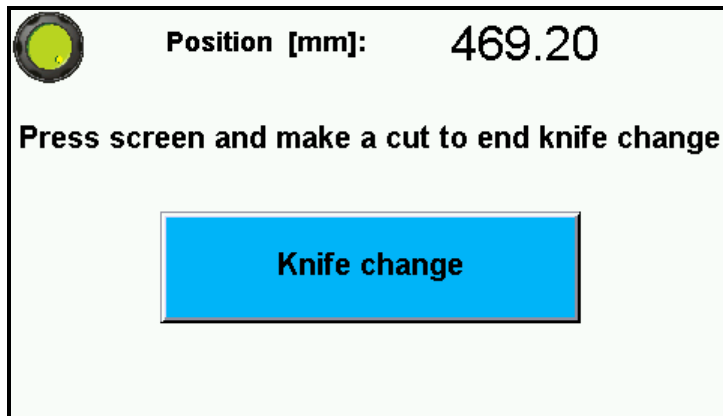 Position [mm]: 469.20
Press screen and make a cut to end knife change
Knife change